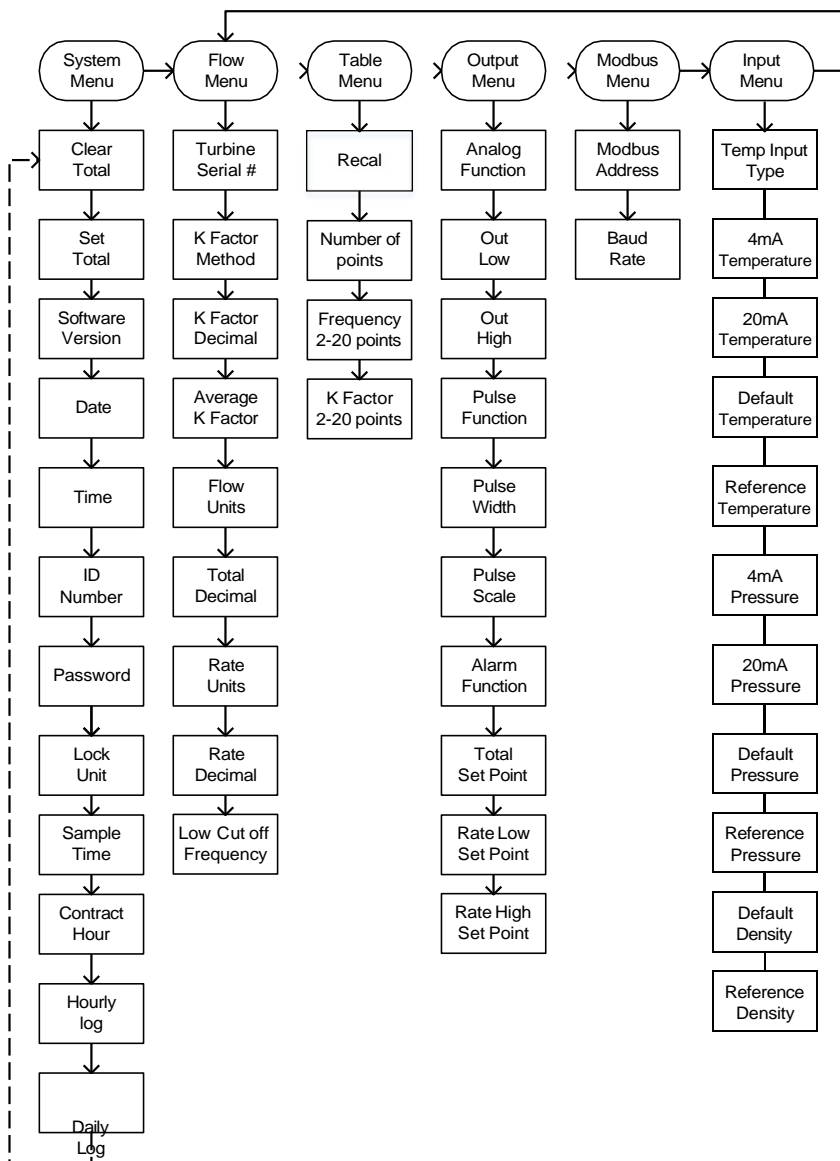 System
Menu
Flow
Menu
Table
Menu
Output
Menu
Modbus
Menu
Input
Menu
Clear
Total
Set
Total
Software
Version
Date
Time
ID
Number
Password
Lock
Unit
Sample
Time
Contract
Hour
Hourly
log
Daily
Log
Turbine
Serial #
K Factor
Method
K Factor
Decimal
Average
K Factor
Flow
Units
Total
Decimal
Rate
Units
Rate
Decimal
Low Cut off
Frequency
Recal
Number of
points
Frequency
2-20 points
K Factor
2-20 points
Analog
Function
Out
Low
Out
High
Pulse
Function
Pulse
Width
Pulse
Scale
Alarm
Function
Total
Set Point
Rate Low
Set Point
Rate High
Set Point
Modbus
Address
Baud
Rate
Temp Input
Type
4mA
Temperature
20mA
Temperature
Default
Temperature
Reference
Temperature
4mA
Pressure
20mA
Pressure
Default
Pressure
Reference
Pressure
Default
Density
Reference
Density